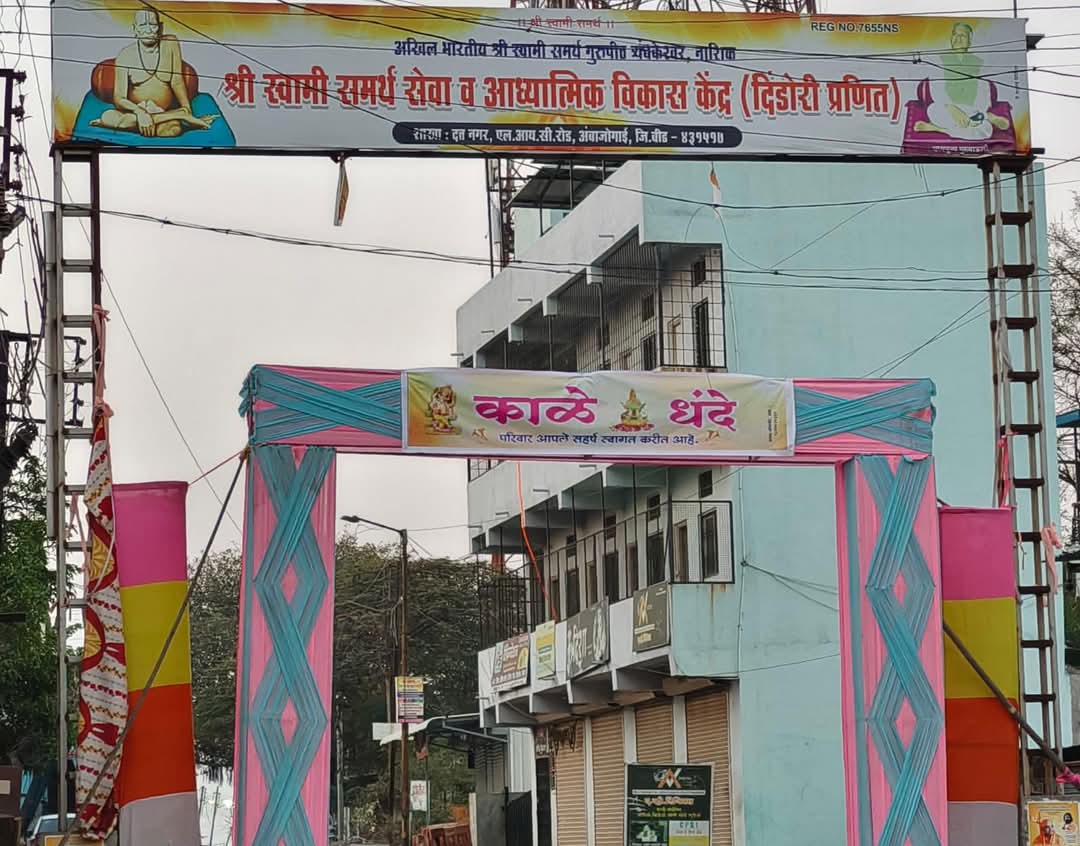 ।। श्री स्वामी समर्थ ।।
REG NO.7655NS
अखिल भारतीय श्री स्वामी समर्थ गुरुपीठ त्र्यंबकेश्वर, नाशिक
श्री स्वामी समर्थ सेवा व आध्यात्मिक विकास केंद्र (दिंडोरी प्रणित)
शाखा : दत्त नगर, एल.आय.सी.रोड, अंबाजोगाई, जि.बीड - ४३१५१७
काळे धंदे
परिवार आपले सहर्ष स्वागत करीत आहे.